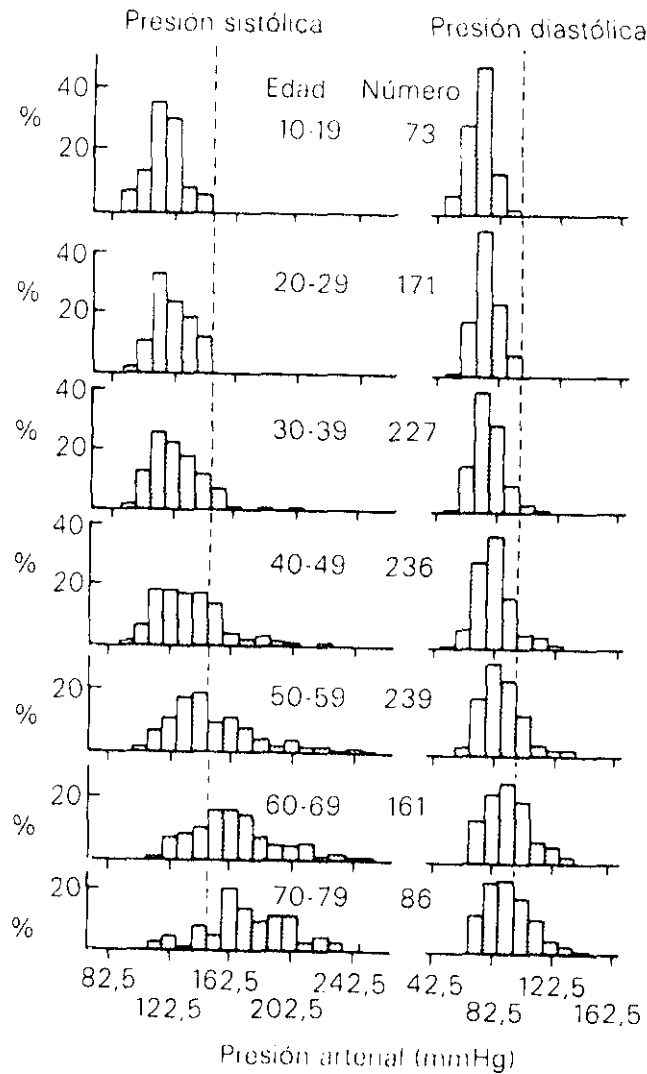 Presión sistólica Presión diastólica
40 Edad Número
% 10-19 73
20
40
% 20-29 171
20
40
% 30-39 227
20
40
% 20 40-49 236
20 50-59 239
%
20 60-69 161
%
20 70-79 86
%
82,5 162,5 242,5 42,5 122,5
122,5 202,5 82,5 162,5
Presión arterial (mmHg)